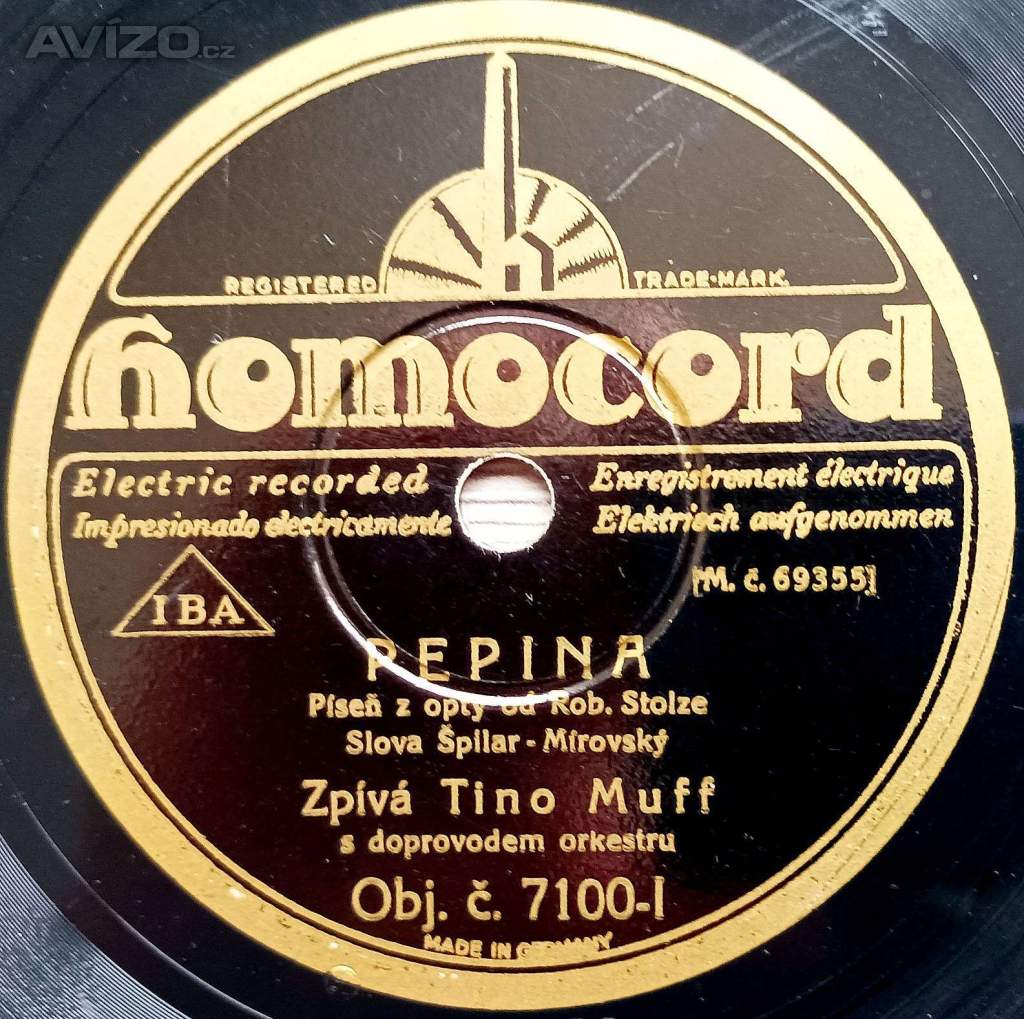 AVÍZO.cz
REGISTERED TRADE-MARK.
homocord
Electric recorded
Impresionado electricamente
Enregistrement électrique
Elektrisch aufgenommen
[M. č. 69355]
IBA
PEPINA
Píseň z opty od Rob. Stolze
Slova Špilar - Mírovský
Zpívá Tino Muff
s doprovodem orkestru
Obj. č. 7100-I
MADE IN GERMANY